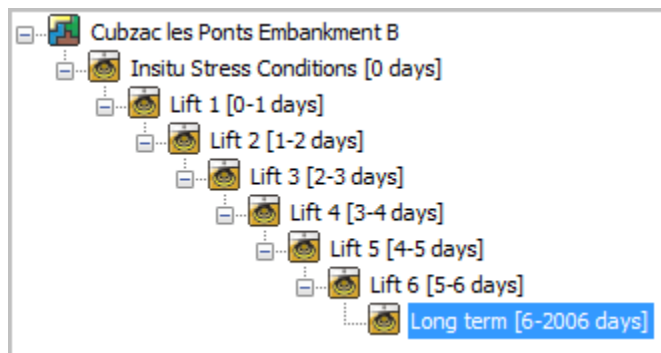 Cubzac les Ponts Embankment B
Insitu Stress Conditions [0 days]
Lift 1 [0-1 days]
Lift 2 [1-2 days]
Lift 3 [2-3 days]
Lift 4 [3-4 days]
Lift 5 [4-5 days]
Lift 6 [5-6 days]
Long term [6-2006 days]